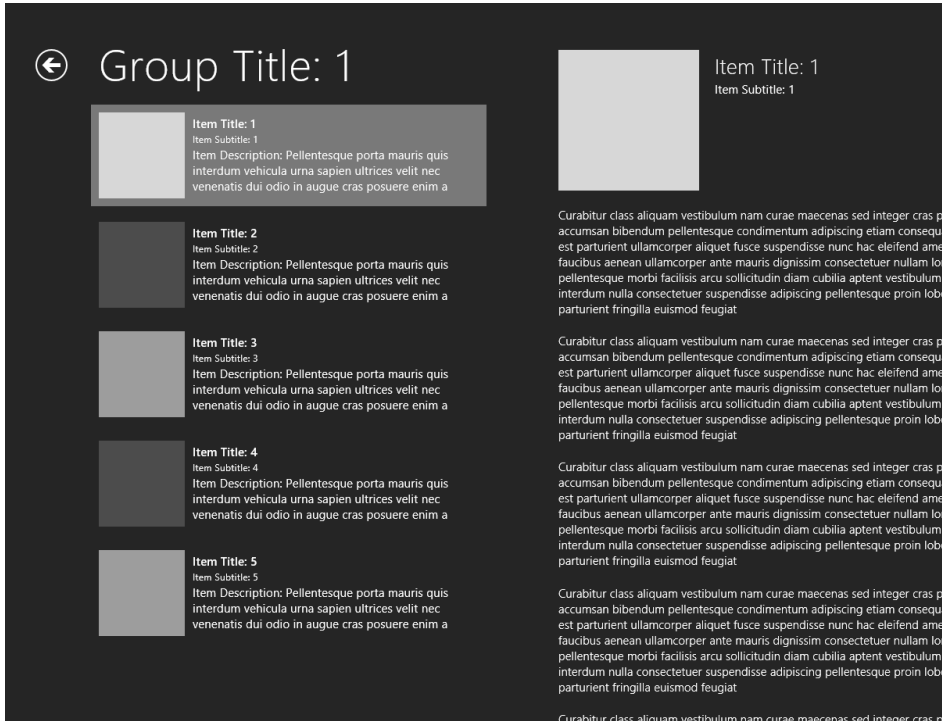 Group Title: 1
Item Title: 1
Item Subtitle: 1
Item Description: Pellentesque porta mauris quis
interdum vehicula urna sapien ultrices velit nec
venenatis dui odio in augue cras posuere enim a
Item Title: 2
Item Subtitle: 2
Item Description: Pellentesque porta mauris quis
interdum vehicula urna sapien ultrices velit nec
venenatis dui odio in augue cras posuere enim a
Item Title: 3
Item Subtitle: 3
Item Description: Pellentesque porta mauris quis
interdum vehicula urna sapien ultrices velit nec
venenatis dui odio in augue cras posuere enim a
Item Title: 4
Item Subtitle: 4
Item Description: Pellentesque porta mauris quis
interdum vehicula urna sapien ultrices velit nec
venenatis dui odio in augue cras posuere enim a
Item Title: 5
Item Subtitle: 5
Item Description: Pellentesque porta mauris quis
interdum vehicula urna sapien ultrices velit nec
venenatis dui odio in augue cras posuere enim a
Item Title: 1
Item Subtitle: 1
Curabitur class aliquam vestibulum nam curae maecenas sed integer cras
accumsan bibendum pellentesque condimentum adipiscing etiam
est parturient ullamcorper aliquet fusce suspendisse nunc hac eleifend
faucibus aenean ullamcorper ante mauris dignissim consectetuer nullam
pellentesque morbi facilisis arcu sollicitudin diam cubilia aptent vestibulum
interdum nulla consectetuer suspendisse adipiscing pellentesque proin
parturient fringilla euismod feugiat
Curabitur class aliquam vestibulum nam curae maecenas sed integer cras
accumsan bibendum pellentesque condimentum adipiscing etiam
est parturient ullamcorper aliquet fusce suspendisse nunc hac eleifend
faucibus aenean ullamcorper ante mauris dignissim consectetuer nullam
pellentesque morbi facilisis arcu sollicitudin diam cubilia aptent vestibulum
interdum nulla consectetuer suspendisse adipiscing pellentesque proin
parturient fringilla euismod feugiat
Curabitur class aliquam vestibulum nam curae maecenas sed integer cras
accumsan bibendum pellentesque condimentum adipiscing etiam
est parturient ullamcorper aliquet fusce suspendisse nunc hac eleifend
faucibus aenean ullamcorper ante mauris dignissim consectetuer nullam
pellentesque morbi facilisis arcu sollicitudin diam cubilia aptent vestibulum
interdum nulla consectetuer suspendisse adipiscing pellentesque proin
parturient fringilla euismod feugiat
Curabitur class aliquam vestibulum nam curae maecenas sed integer cras
accumsan bibendum pellentesque condimentum adipiscing etiam
est parturient ullamcorper aliquet fusce suspendisse nunc hac eleifend
faucibus aenean ullamcorper ante mauris dignissim consectetuer nullam
pellentesque morbi facilisis arcu sollicitudin diam cubilia aptent vestibulum
interdum nulla consectetuer suspendisse adipiscing pellentesque proin
parturient fringilla euismod feugiat
Curabitur class aliquam vestibulum nam curae maecenas sed integer cras